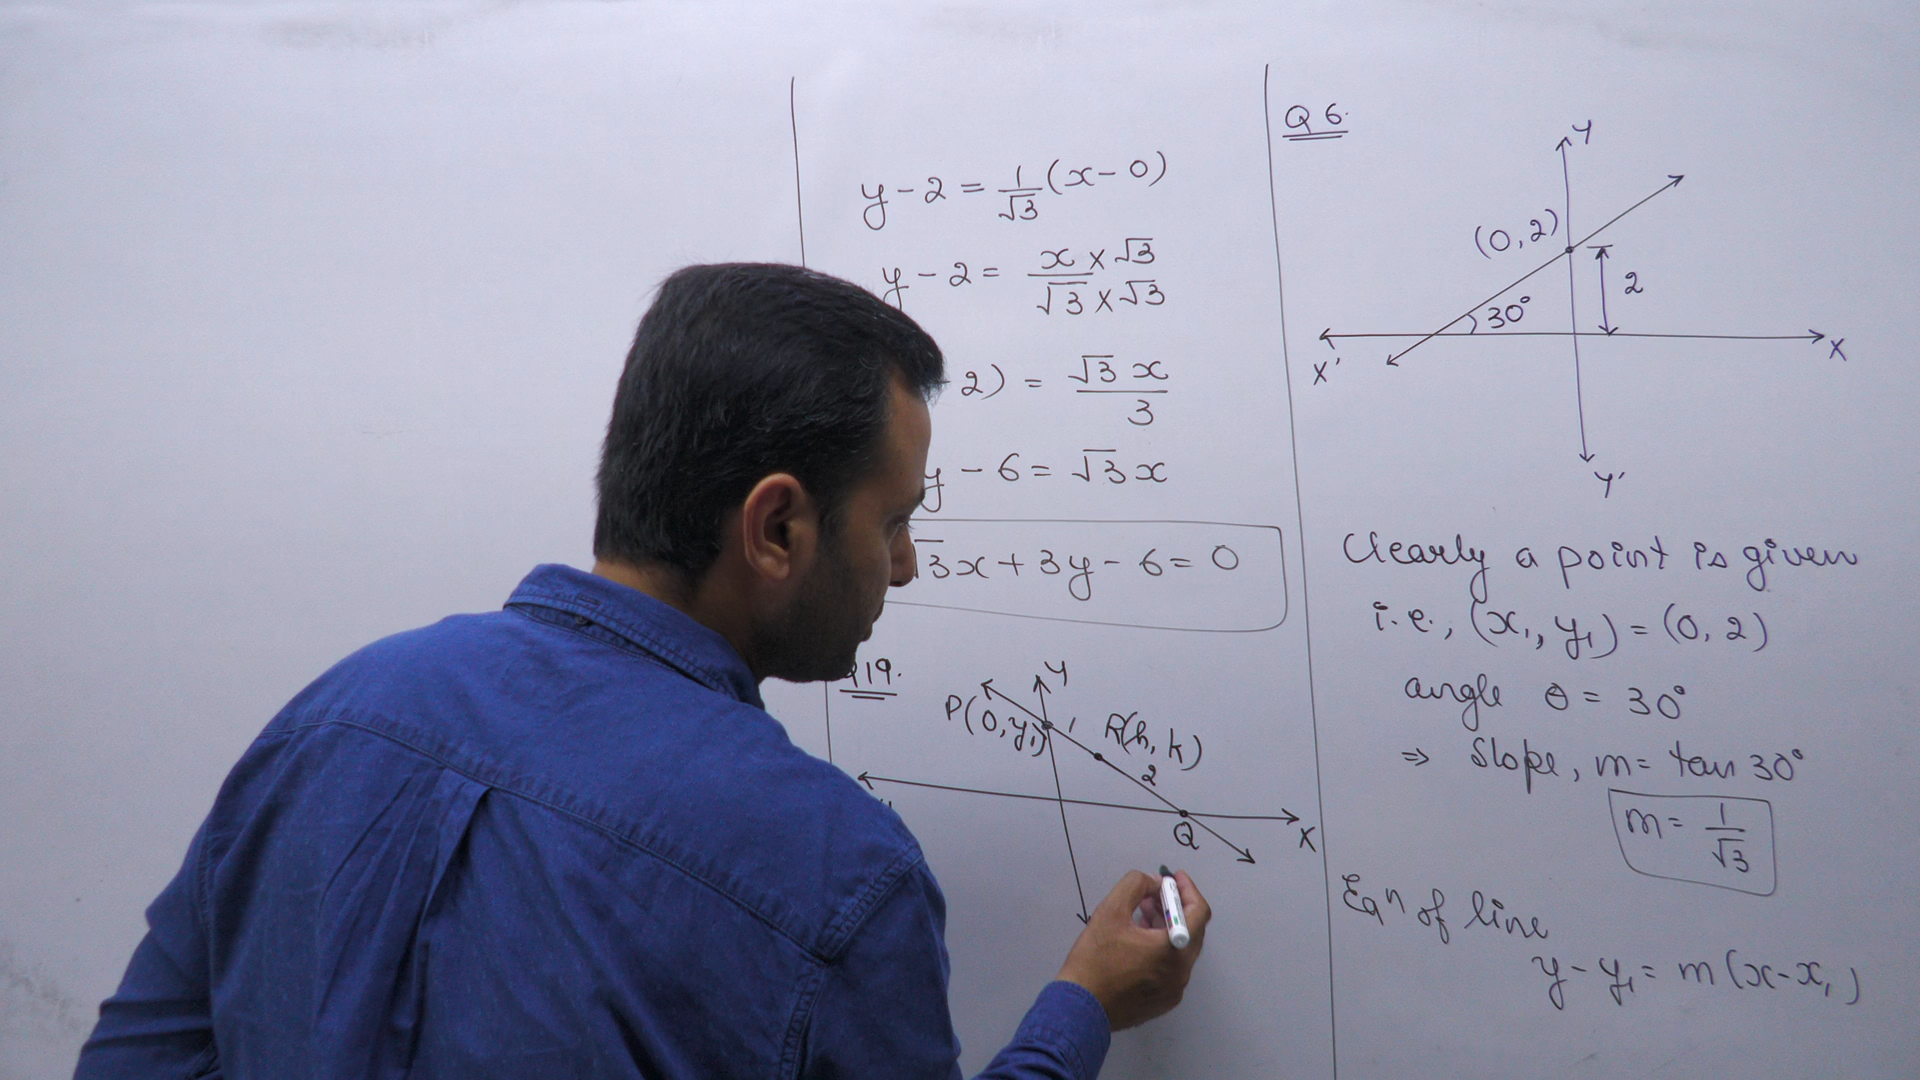 y - 2 = 1/√3 (x - 0)
y - 2 = x × √3 / √3 × √3
2) = √3 x / 3
y - 6 = √3 x
√3x + 3y - 6 = 0
Q19.
Y
P(0, y₁)
1
R(h, k)
2
Q
X
Q 6.
Y
(0, 2)
2
30°
X'
X
Y'
Clearly a point is given
i.e., (x₁, y₁) = (0, 2)
angle θ = 30°
⇒ Slope, m = tan 30°
m = 1/√3
Eqⁿ of line
y - y₁ = m (x - x₁)